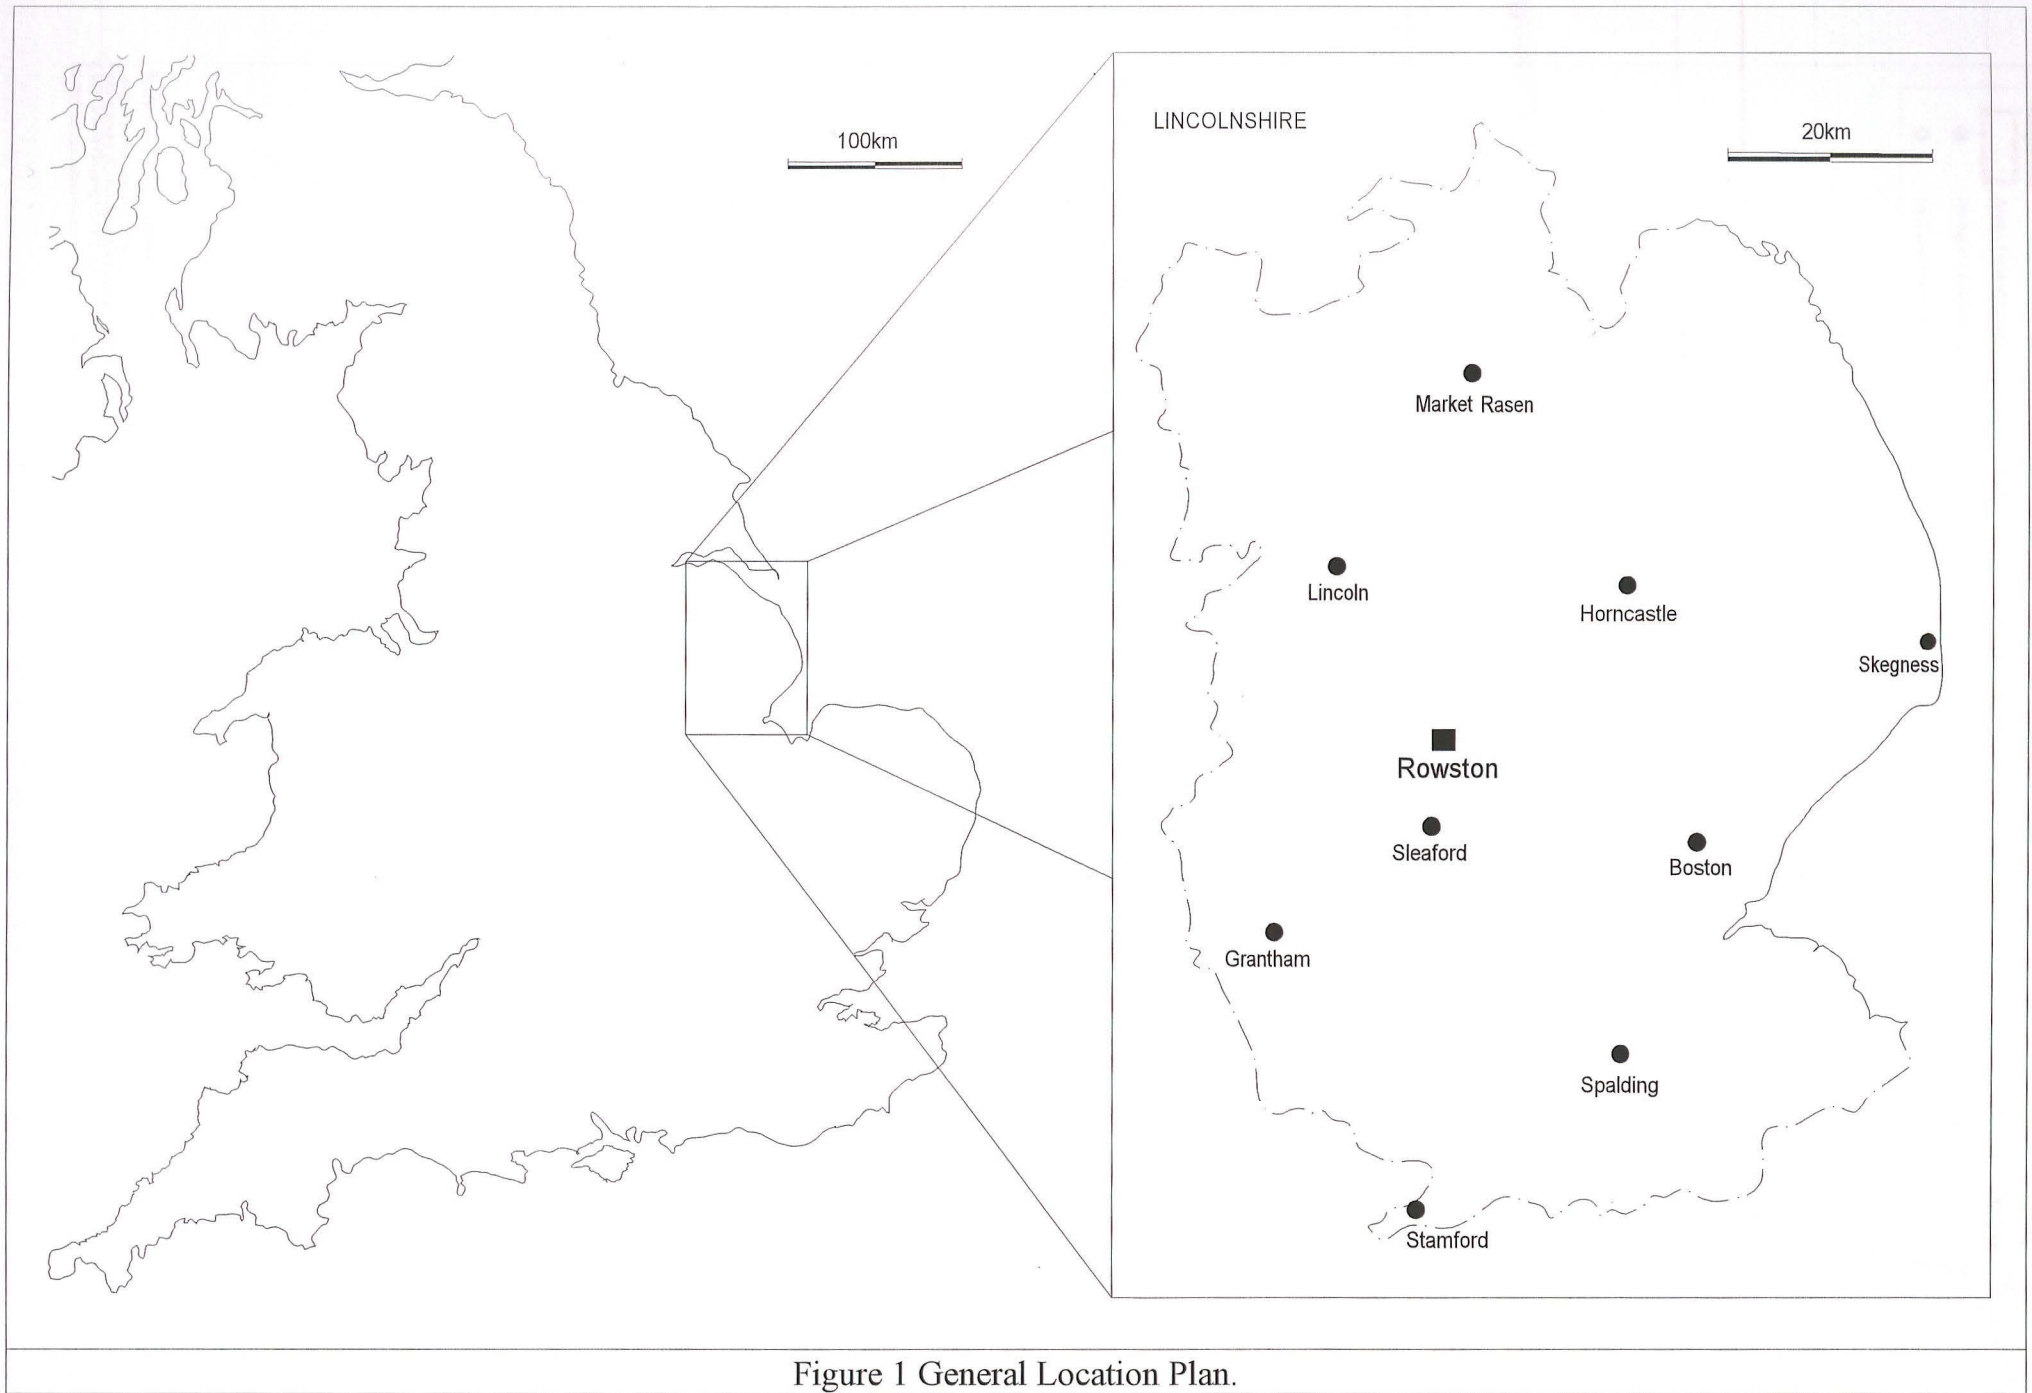 100km
LINCOLNSHIRE
20km
Market Rasen
Lincoln
Horncastle
Skegness
Rowston
Sleaford
Boston
Grantham
Spalding
Stamford
Figure 1 General Location Plan.